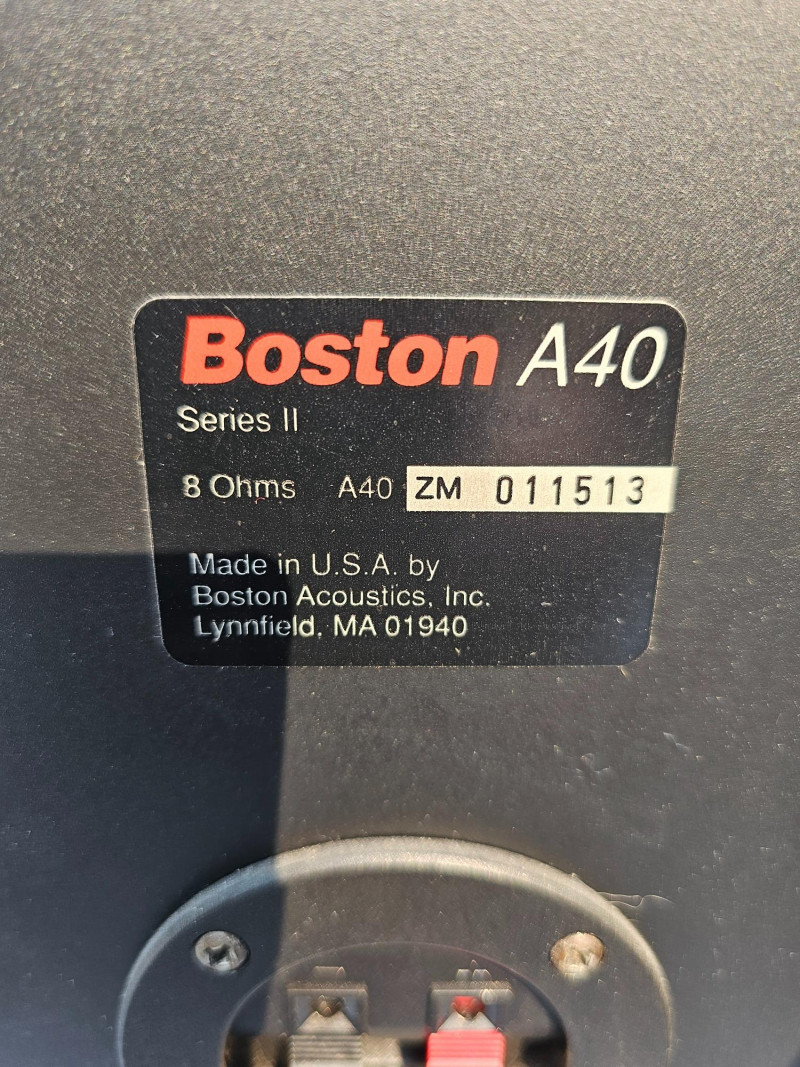 Boston A40
Series II
8 Ohms A40 ZM 011513
Made in U.S.A. by
Boston Acoustics, Inc.
Lynnfield, MA 01940